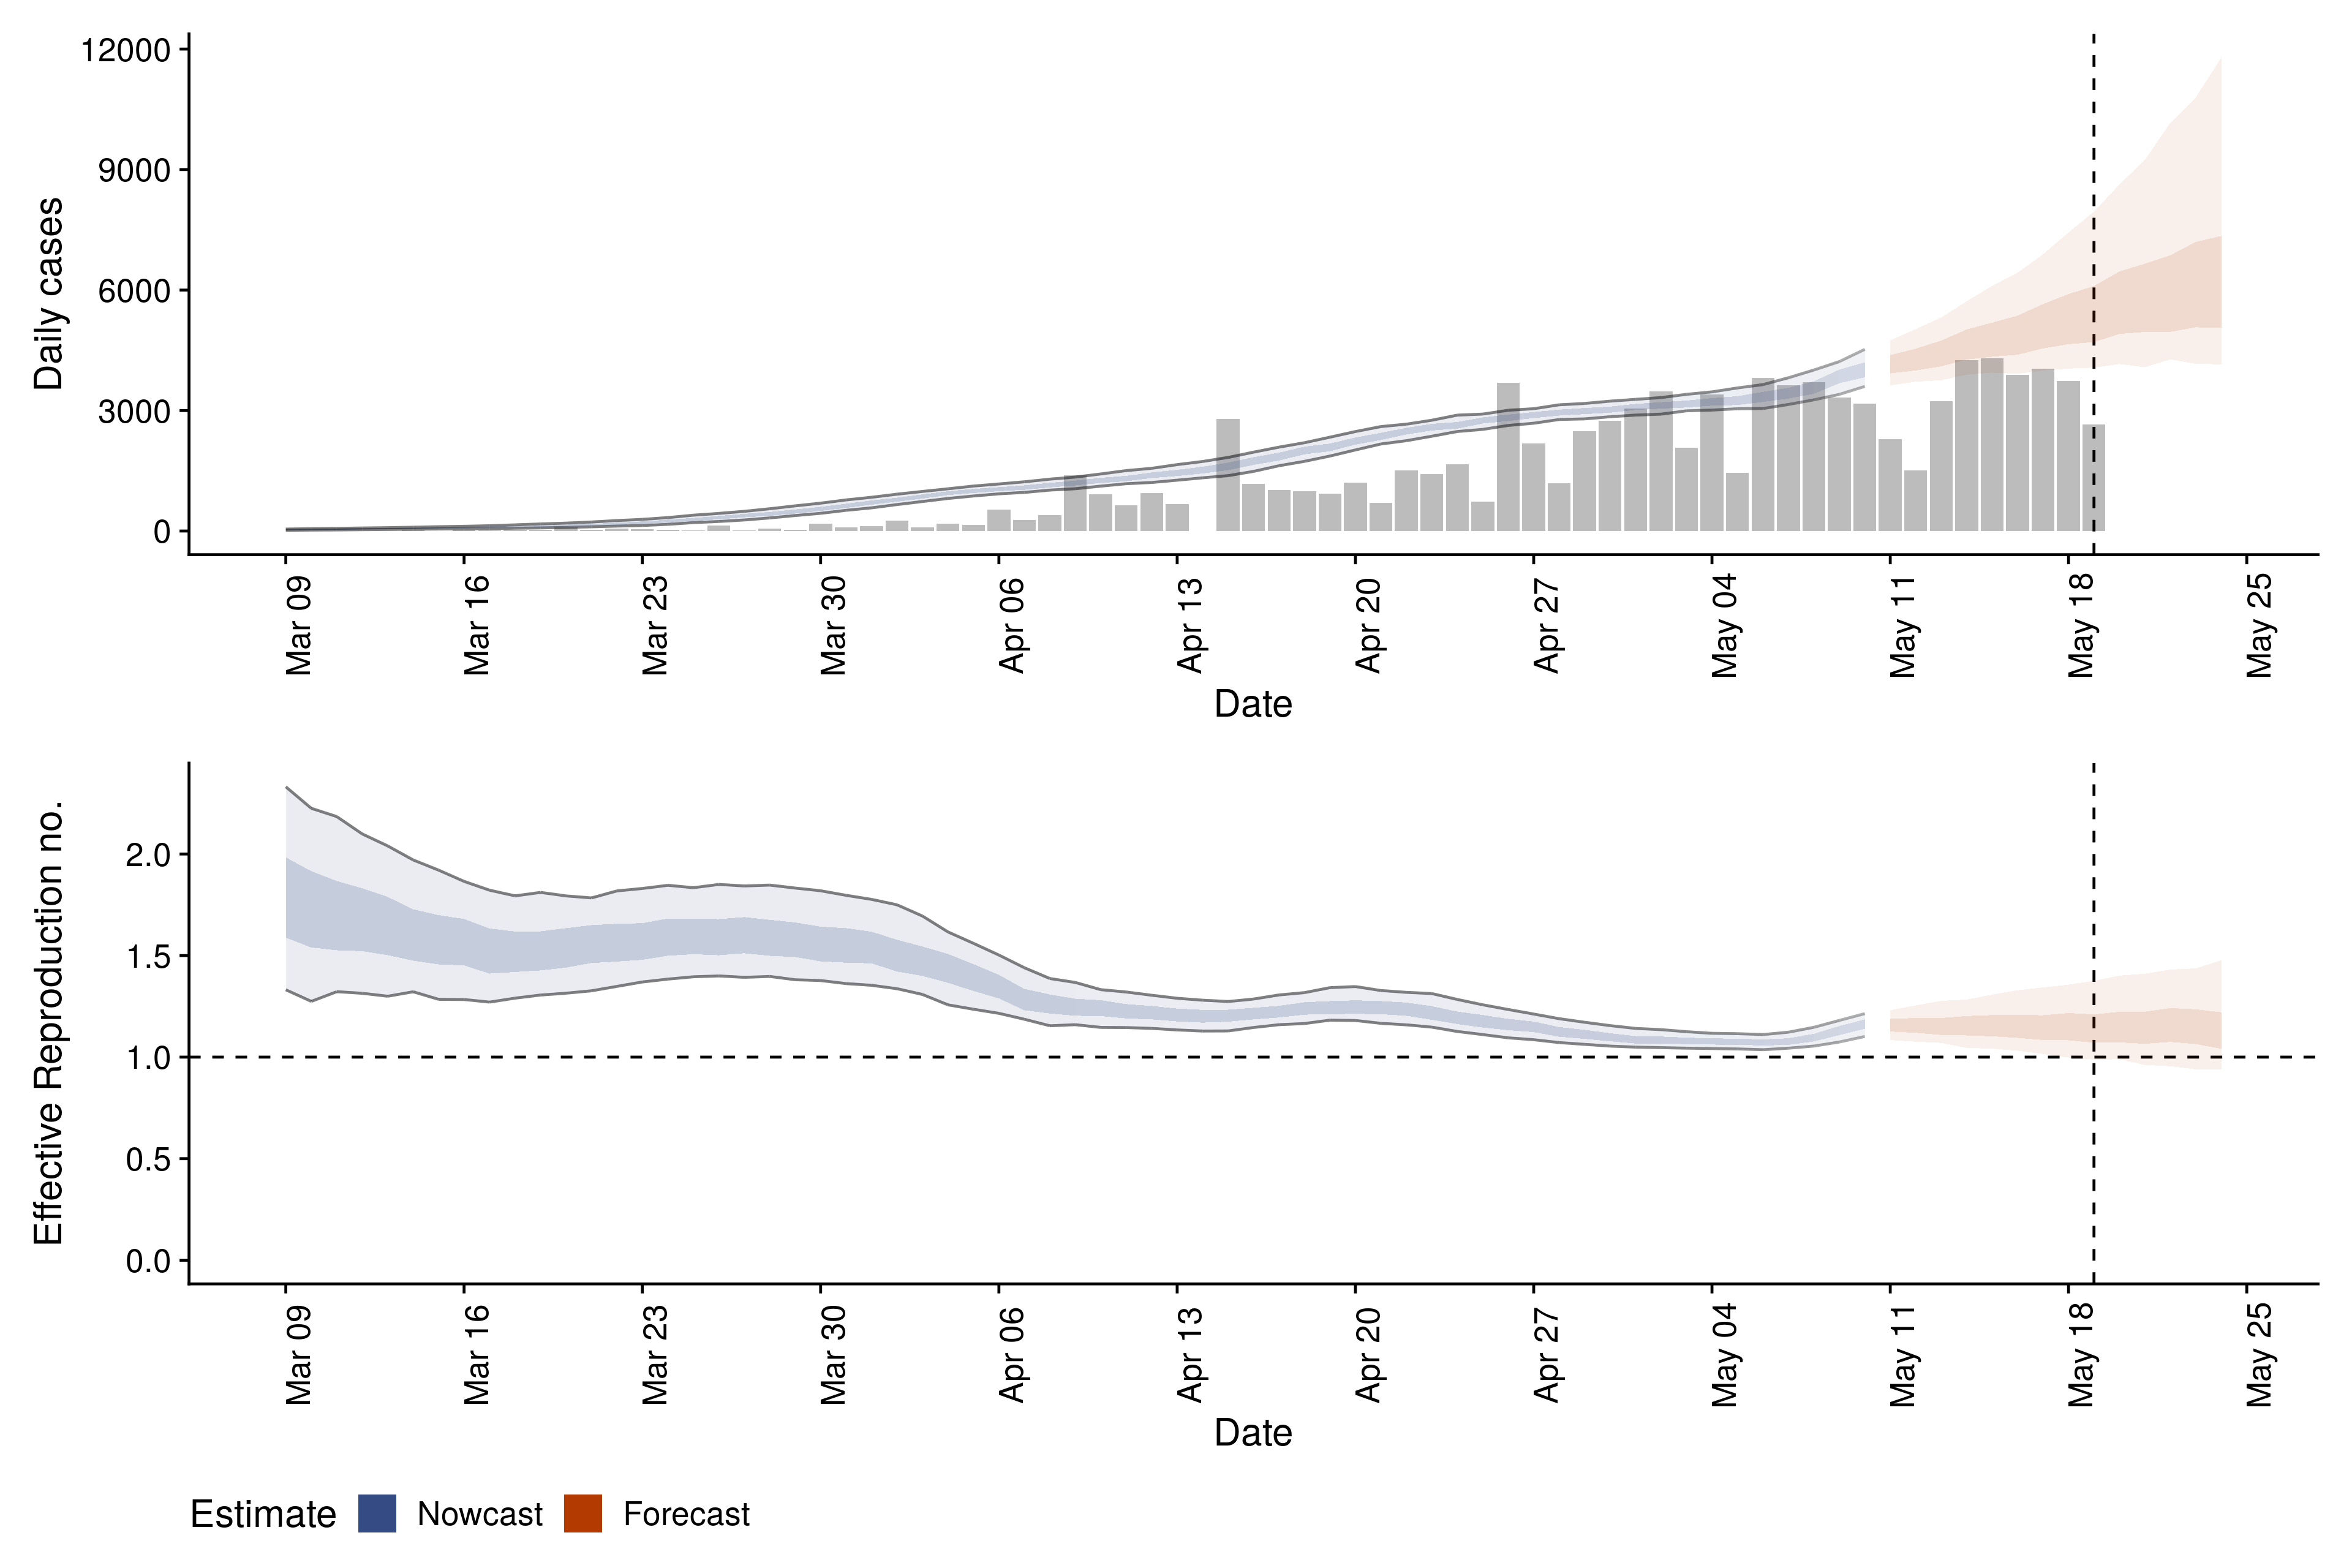 12000
9000
6000
3000
0
Daily cases
Mar 09 Mar 16 Mar 23 Mar 30 Apr 06 Apr 13 Apr 20 Apr 27 May 04 May 11 May 18 May 25
Date
2.0
1.5
1.0
0.5
0.0
Effective Reproduction no.
Mar 09 Mar 16 Mar 23 Mar 30 Apr 06 Apr 13 Apr 20 Apr 27 May 04 May 11 May 18 May 25
Date
Estimate Nowcast Forecast